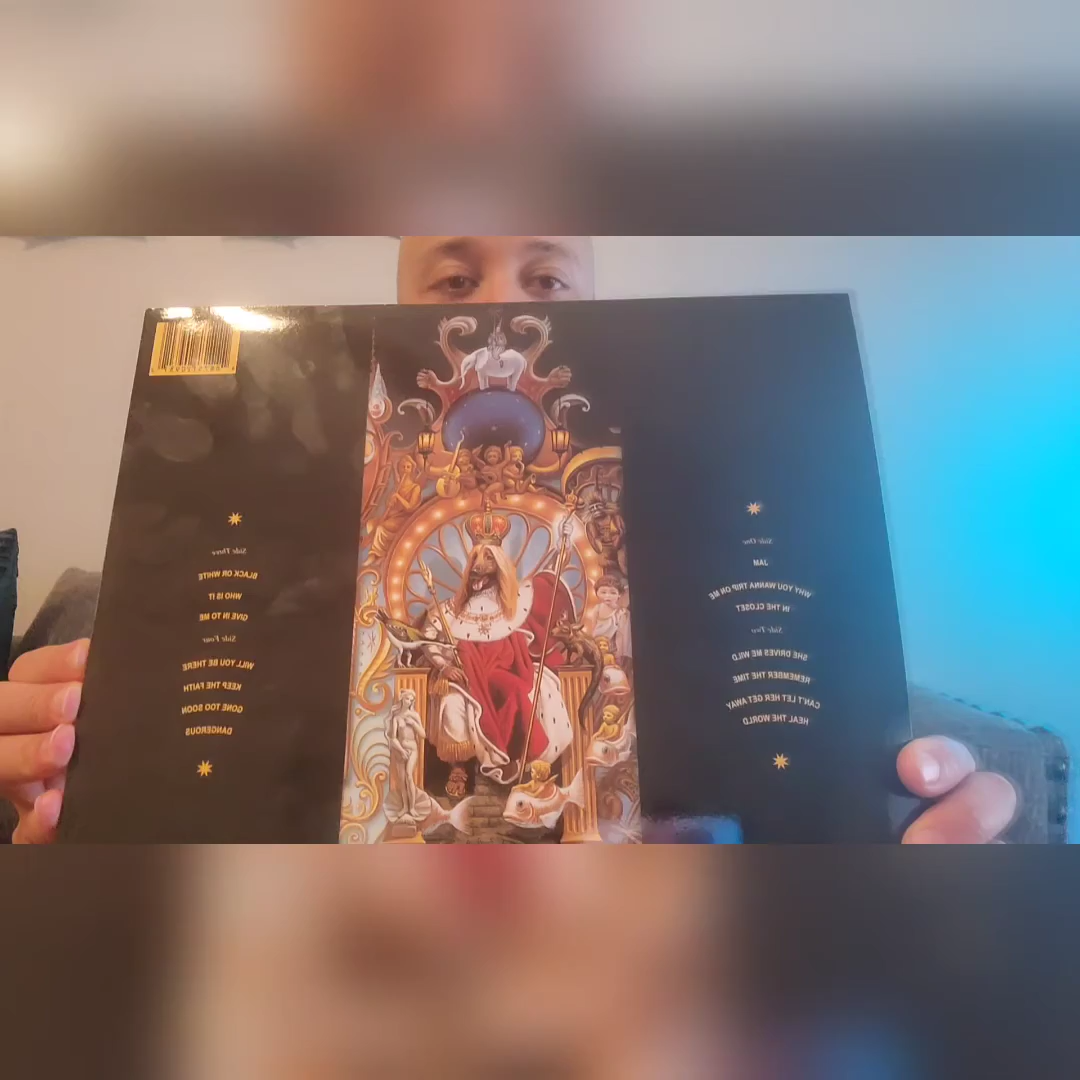 Side One
JAM
WHY YOU WANNA TRIP ON ME
IN THE CLOSET
Side Two
SHE DRIVES ME WILD
REMEMBER THE TIME
CAN'T LET HER GET AWAY
HEAL THE WORLD
Side Three
BLACK OR WHITE
WHO IS IT
GIVE IN TO ME
Side Four
WILL YOU BE THERE
KEEP THE FAITH
GONE TOO SOON
DANGEROUS